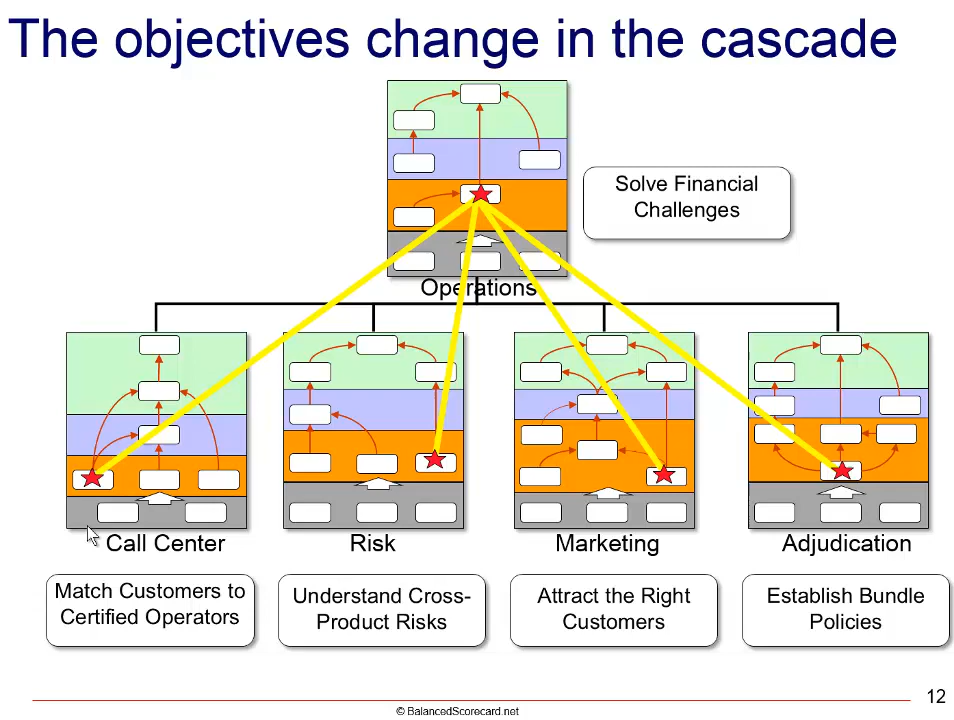 The objectives change in the cascade
Solve Financial
Challenges
Operations
Call Center
Risk
Marketing
Adjudication
Match Customers to
Certified Operators
Understand Cross-
Product Risks
Attract the Right
Customers
Establish Bundle
Policies
12
© BalancedScorecard.net